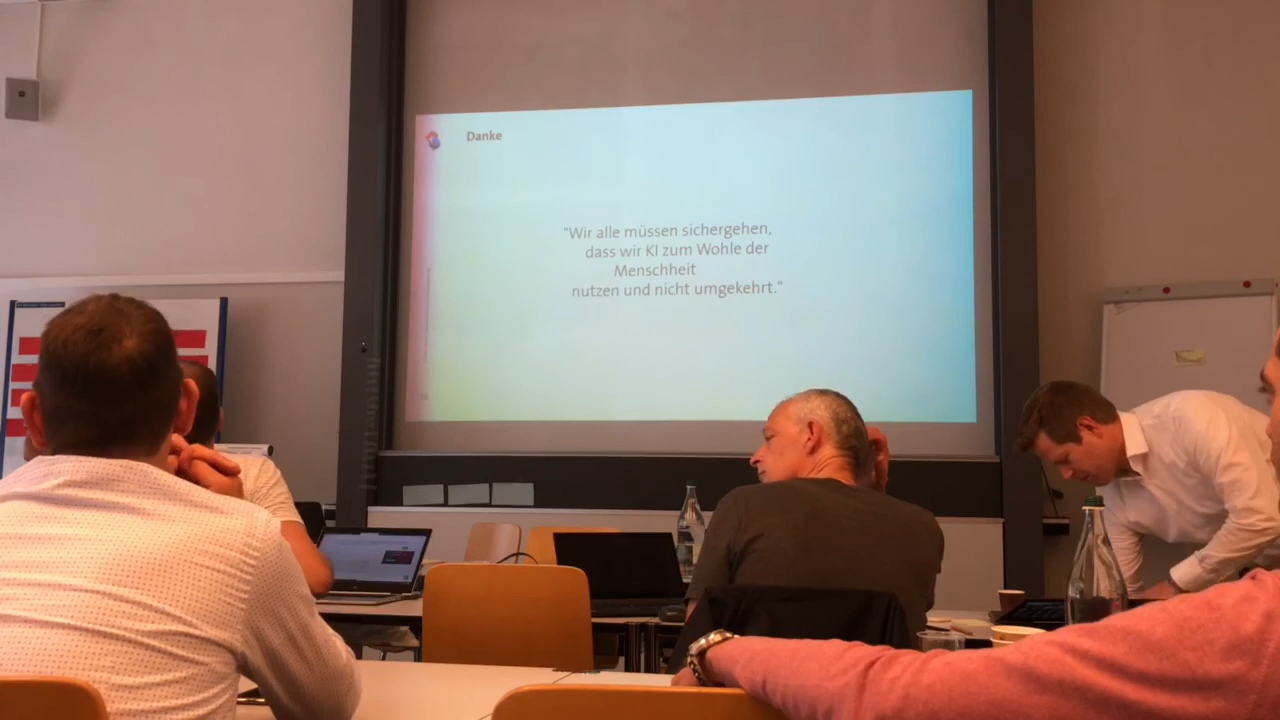 Danke
"Wir alle müssen sichergehen,
dass wir KI zum Wohle der
Menschheit
nutzen und nicht umgekehrt."